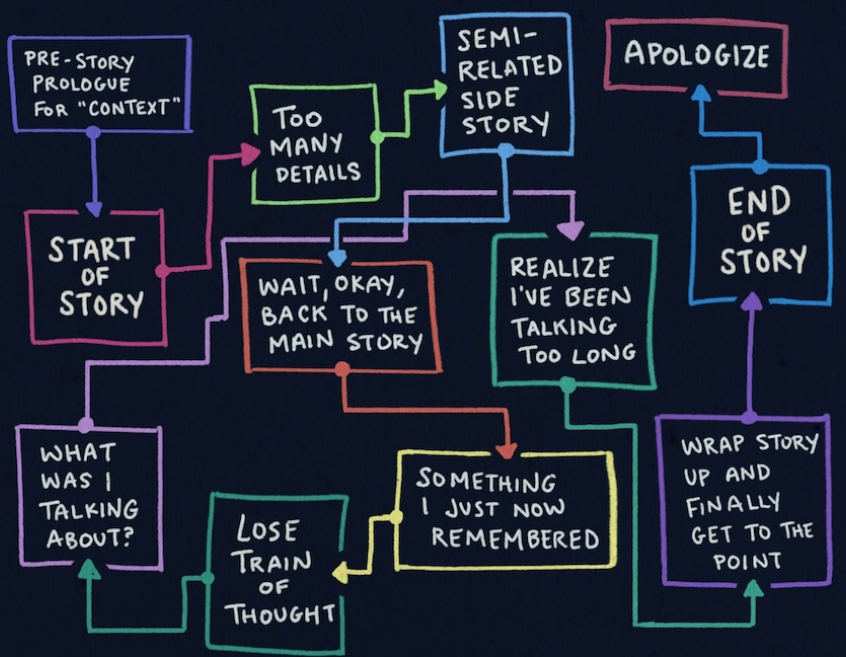 PRE-STORY
PROLOGUE
FOR "CONTEXT"
START
OF
STORY
TOO
MANY
DETAILS
SEMI-
RELATED
SIDE
STORY
WAIT, OKAY,
BACK TO THE
MAIN STORY
SOMETHING
I JUST NOW
REMEMBERED
LOSE
TRAIN
OF
THOUGHT
WHAT
WAS I
TALKING
ABOUT?
REALIZE
I'VE BEEN
TALKING
TOO LONG
WRAP STORY
UP AND
FINALLY
GET TO THE
POINT
END
OF
STORY
APOLOGIZE